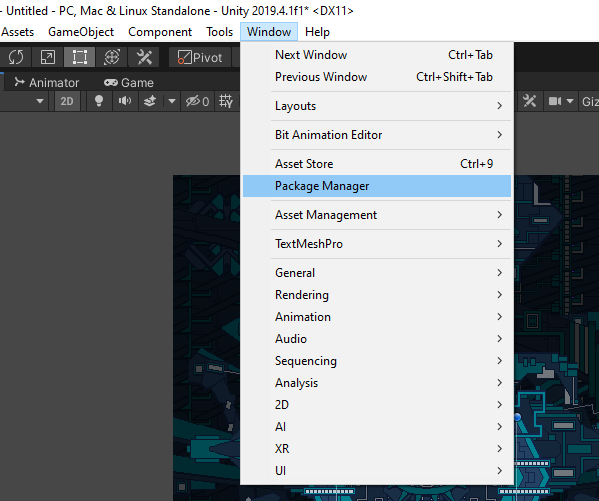 - Untitled - PC, Mac & Linux Standalone - Unity 2019.4.1f1* <DX11>
Assets GameObject Component Tools Window Help
Pivot
Animator Game
2D 0 Giz
Next Window Ctrl+Tab
Previous Window Ctrl+Shift+Tab
Layouts
Bit Animation Editor
Asset Store Ctrl+9
Package Manager
Asset Management
TextMeshPro
General
Rendering
Animation
Audio
Sequencing
Analysis
2D
AI
XR
UI